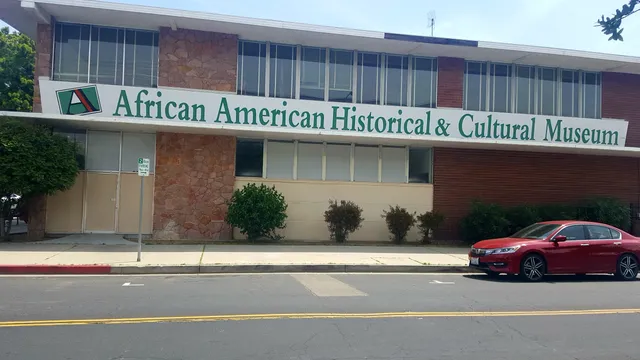 African American Historical & Cultural Museum